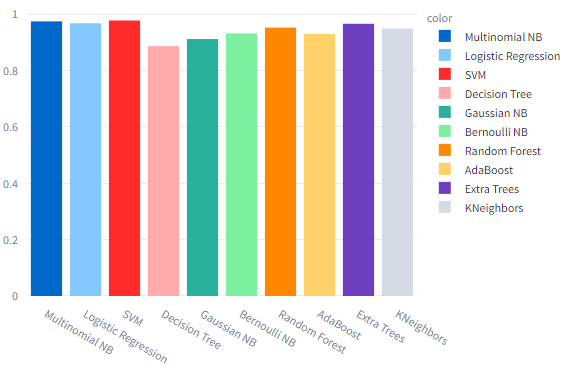 1
0.8
0.6
0.4
0.2
0
Multinomial NB
Logistic Regression
SVM
Decision Tree
Gaussian NB
Bernoulli NB
Random Forest
AdaBoost
Extra Trees
KNeighbors
color
Multinomial NB
Logistic Regression
SVM
Decision Tree
Gaussian NB
Bernoulli NB
Random Forest
AdaBoost
Extra Trees
KNeighbors